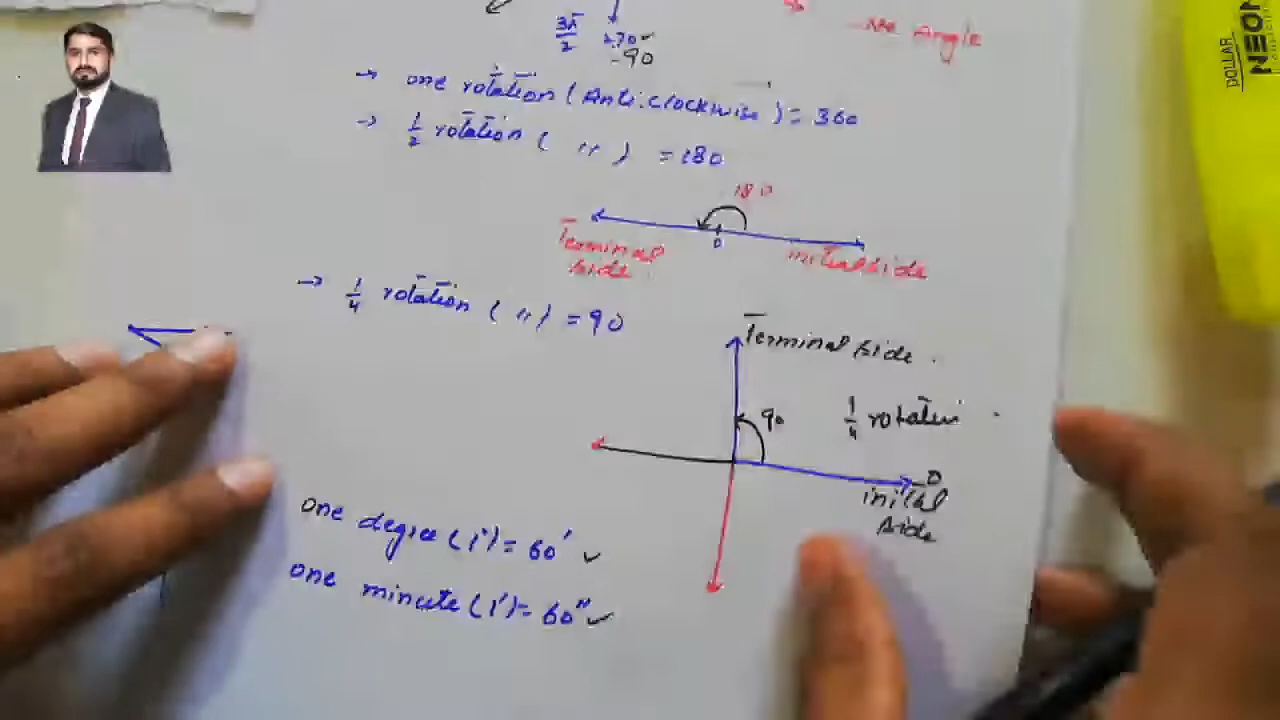 3π/2 270
-90
-ve Angle
→ one rotation (Anti.clockwise) = 360
→ 1/2 rotation ( '' ) = 180
180
0
Terminal side
initial side
→ 1/4 rotation ( '' ) = 90
Terminal side.
90
1/4 rotation
0
initial side
one degree (1°) = 60' ✓
one minute (1') = 60" ✓
DOLLAR
NEON